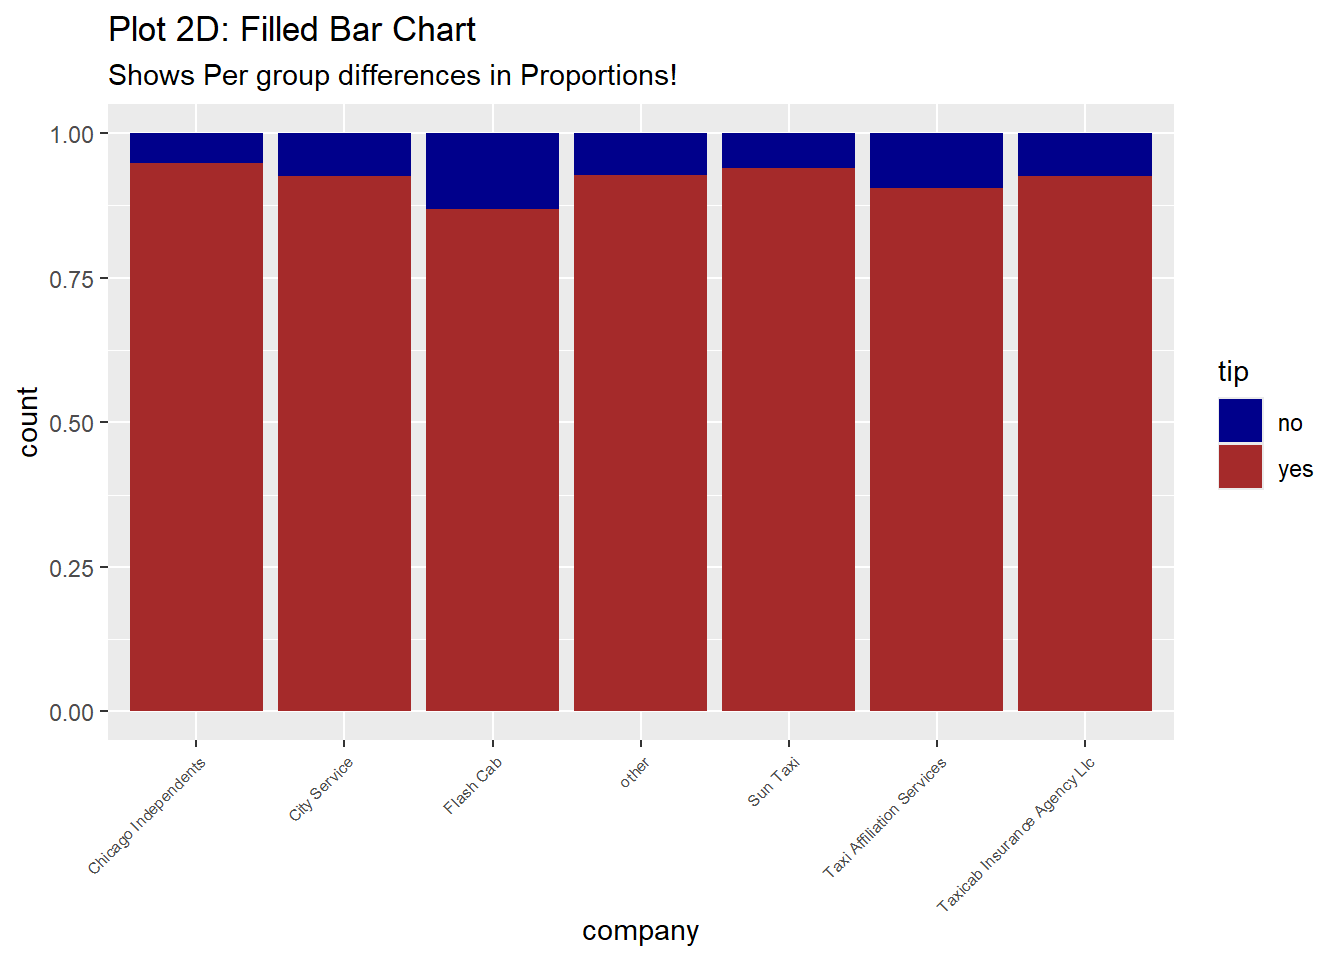 Plot 2D: Filled Bar Chart
Shows Per group differences in Proportions!
1.00
0.75
0.50
0.25
0.00
count
Chicago Independents
City Service
Flash Cab
other
Sun Taxi
Taxi Affiliation Services
Taxicab Insurance Agency Llc
company
tip
no
yes